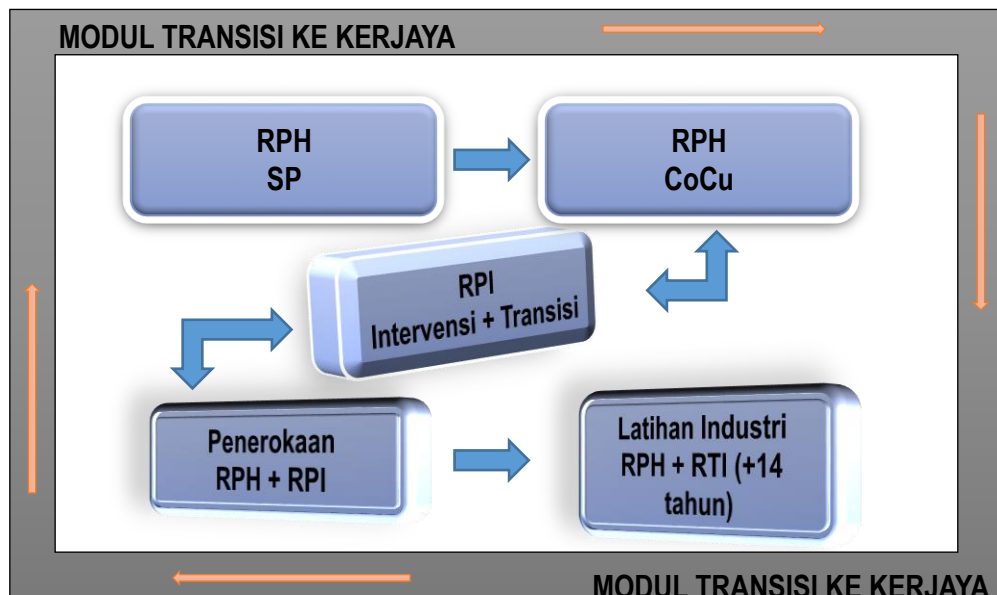 MODUL TRANSISI KE KERJAYA
RPH
SP
RPH
CoCu
RPI
Intervensi + Transisi
Penerokaan
RPH + RPI
Latihan Industri
RPH + RTI (+14
tahun)
MODUL TRANSISI KE KERJAYA